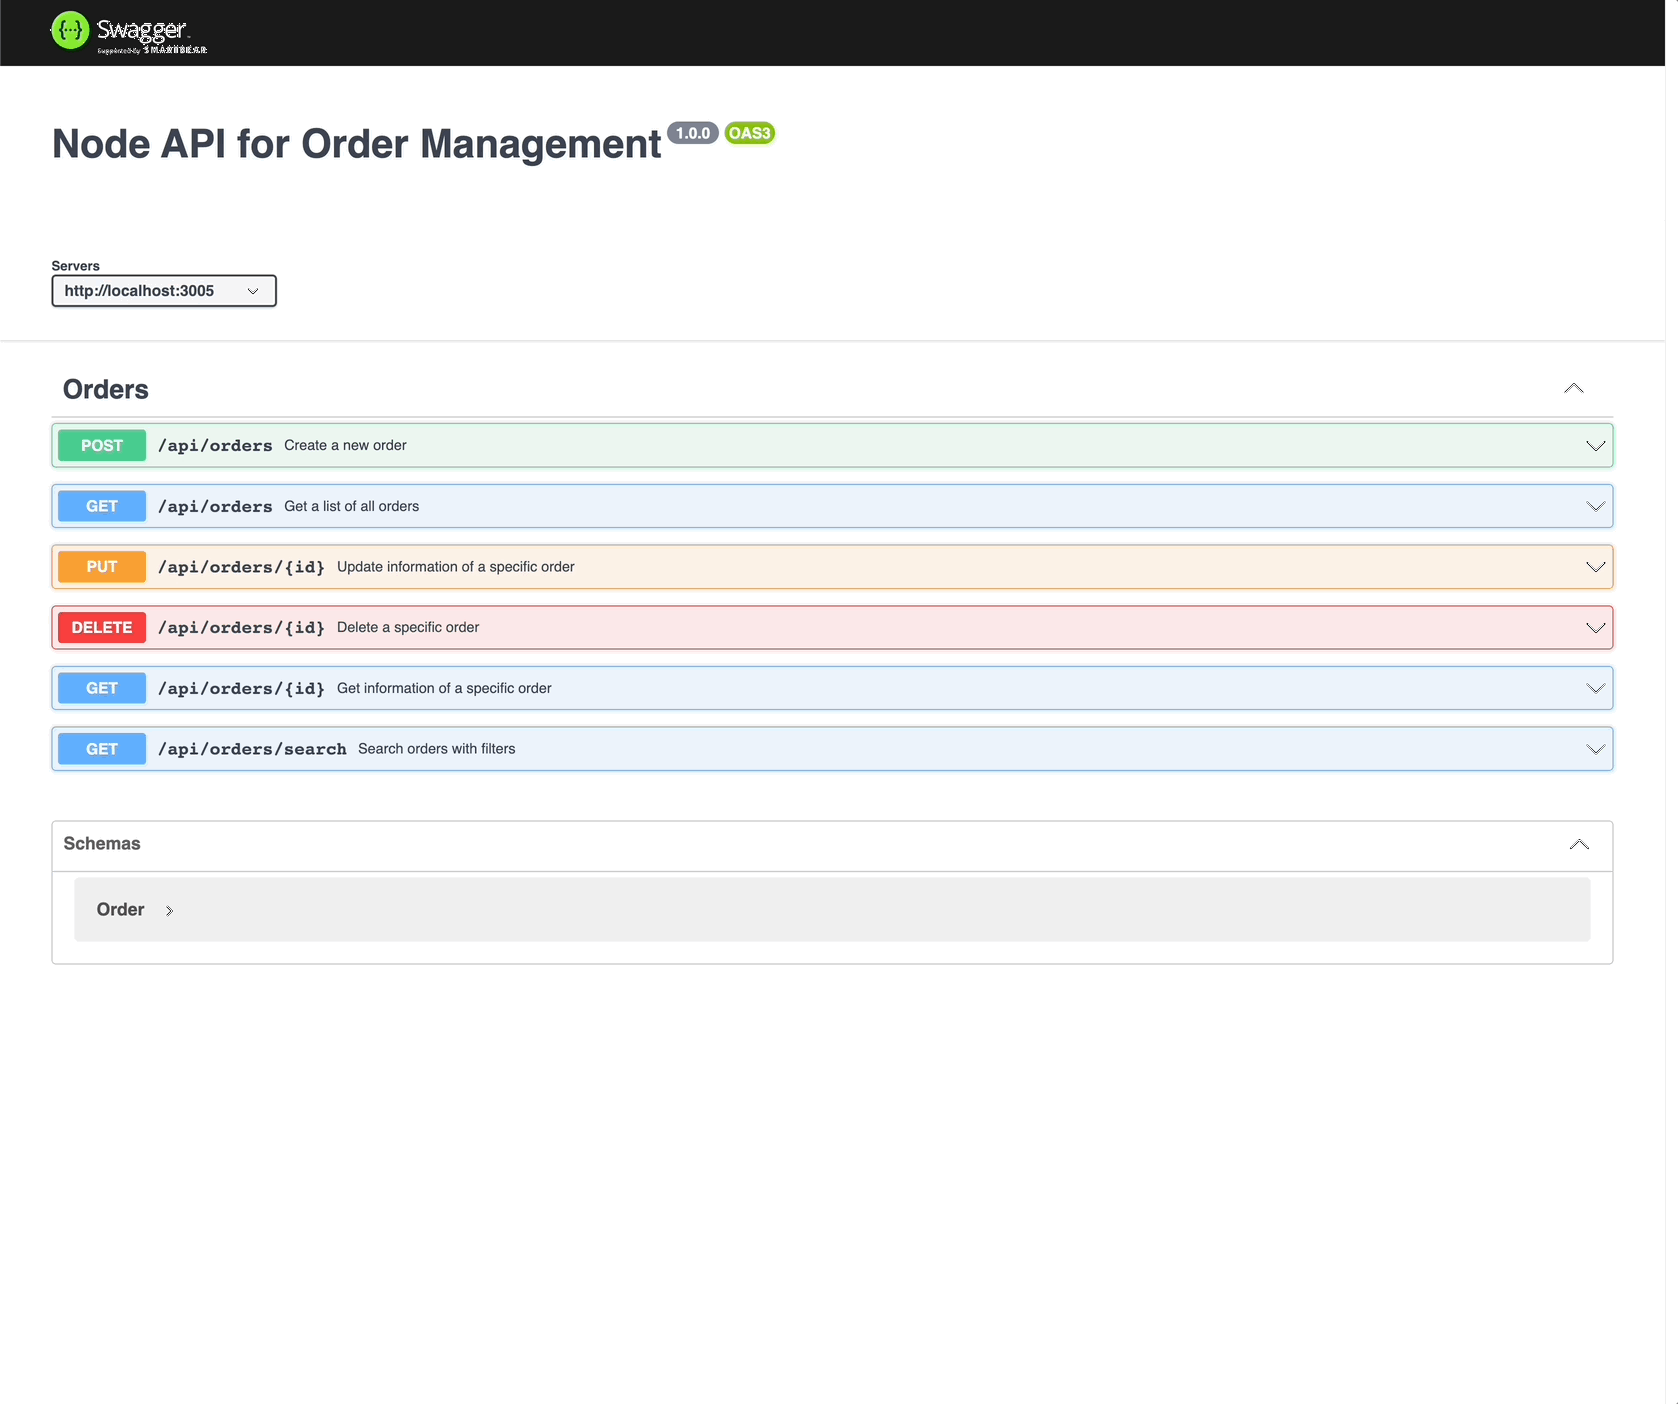 Swagger
Supported by SMARTBEAR
Node API for Order Management 1.0.0 OAS3
Servers
http://localhost:3005
Orders
POST /api/orders Create a new order
GET /api/orders Get a list of all orders
PUT /api/orders/{id} Update information of a specific order
DELETE /api/orders/{id} Delete a specific order
GET /api/orders/{id} Get information of a specific order
GET /api/orders/search Search orders with filters
Schemas
Order